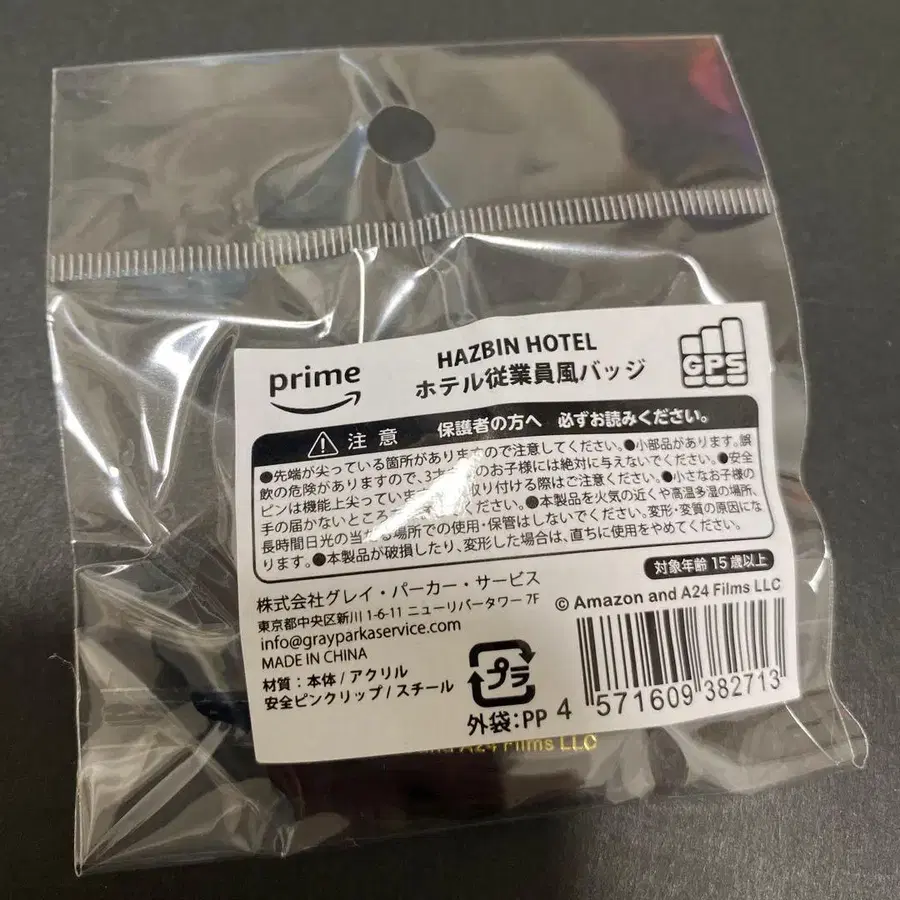 prime
HAZBIN HOTEL
ホテル従業員風バッジ
GPS
注意 保護者の方へ 必ずお読みください。
●先端が尖っている箇所がありますので注意してください。●小部品があります。誤
飲の危険がありますので、3 のお子様には絶対に与えないでください。●安全
ピンは機能上尖っていま 取り付ける際はご注意ください。●小さなお子様の
手の届かないところ ください。●本製品を火気の近くや高温多湿の場所、
長時間日光の当たる場所での使用・保管はしないでください。変形・変質の原因にな
ります。●本製品が破損したり、変形した場合は、直ちに使用をやめてください。
対象年齢 15歳以上
株式会社グレイ・パーカー・サービス
東京都中央区新川 1-6-11 ニューリバータワー 7F
info@grayparkaservice.com
MADE IN CHINA
材質：本体/アクリル
安全ピンクリップ/スチール
© Amazon and A24 Films LLC
プラ
外袋:PP
4 571609 382713
and A24 Films LLC